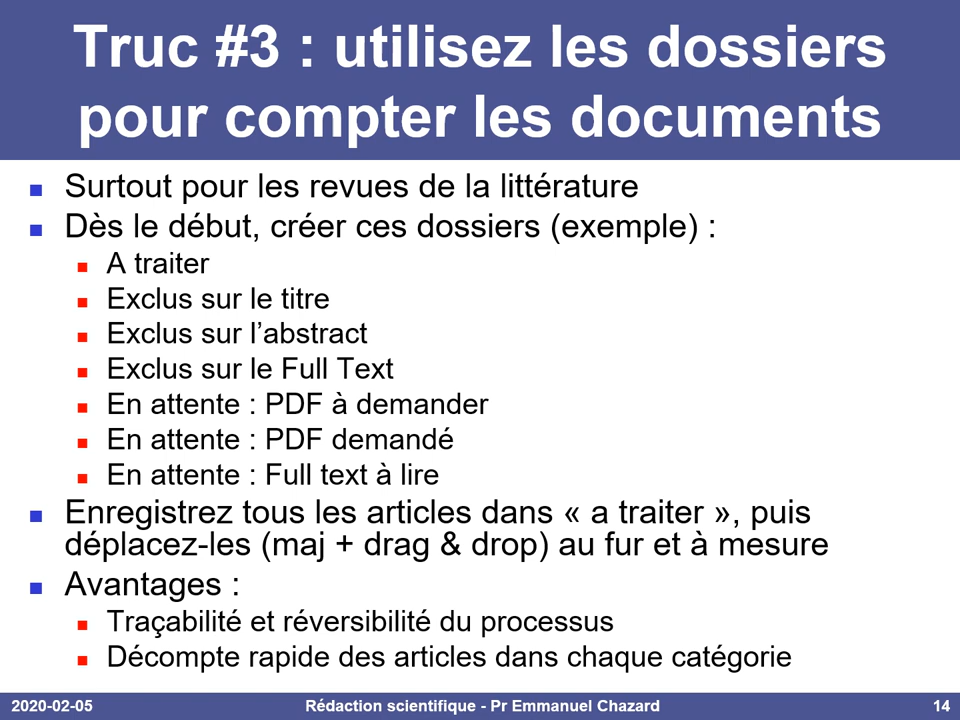 Truc #3 : utilisez les dossiers
pour compter les documents
Surtout pour les revues de la littérature
Dès le début, créer ces dossiers (exemple) :
A traiter
Exclus sur le titre
Exclus sur l’abstract
Exclus sur le Full Text
En attente : PDF à demander
En attente : PDF demandé
En attente : Full text à lire
Enregistrez tous les articles dans « a traiter », puis
déplacez-les (maj + drag & drop) au fur et à mesure
Avantages :
Traçabilité et réversibilité du processus
Décompte rapide des articles dans chaque catégorie
2020-02-05 Rédaction scientifique - Pr Emmanuel Chazard 14